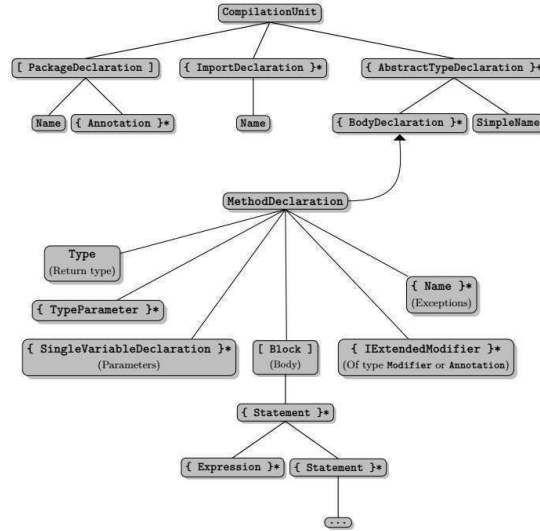 CompilationUnit
[ PackageDeclaration ]
{ ImportDeclaration }*
{ AbstractTypeDeclaration }*
Name
{ Annotation }*
Name
{ BodyDeclaration }*
SimpleName
MethodDeclaration
Type
(Return type)
{ Name }*
(Exceptions)
{ TypeParameter }*
{ SingleVariableDeclaration }*
(Parameters)
[ Block ]
(Body)
{ IExtendedModifier }*
(Of type Modifier or Annotation)
{ Statement }*
{ Expression }*
{ Statement }*
...